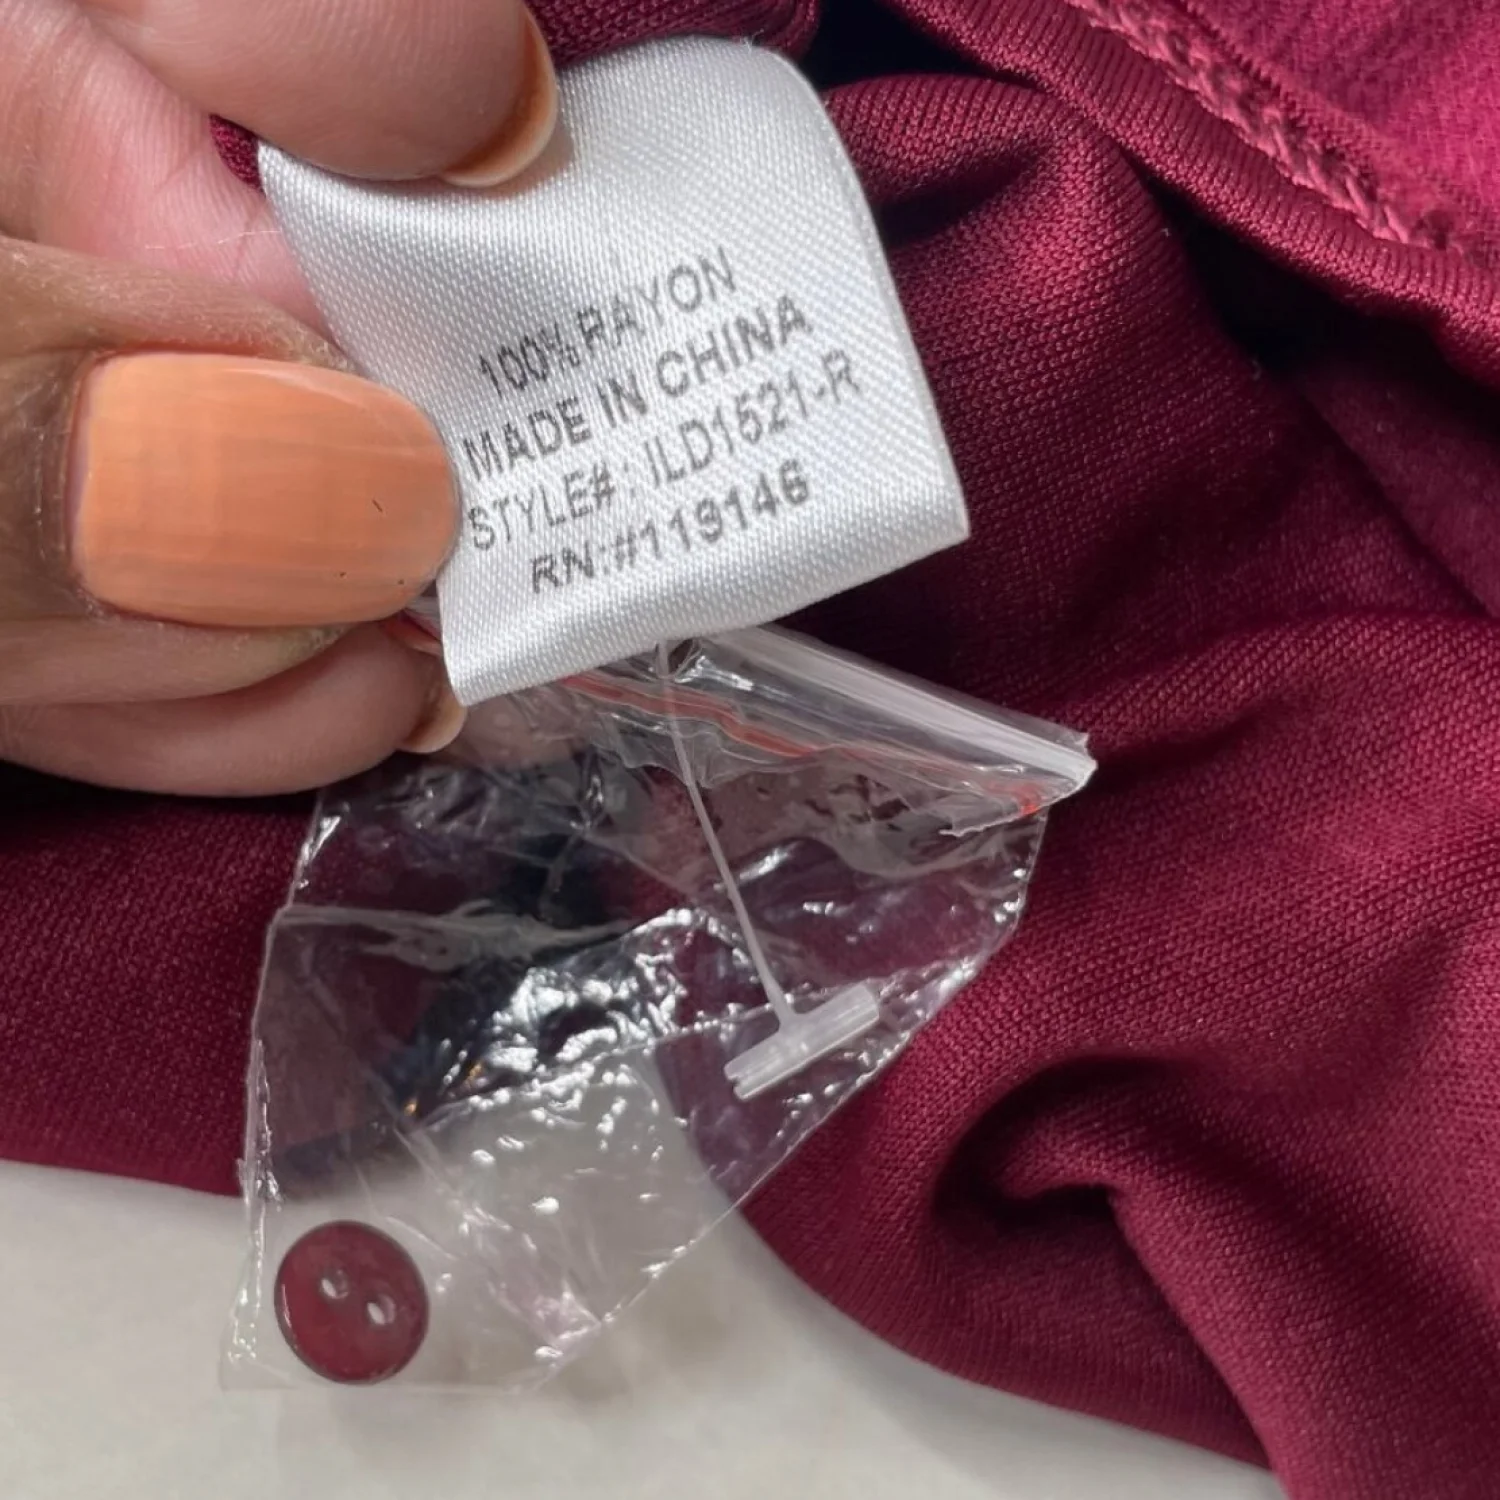 100% RAYON
MADE IN CHINA
STYLE# : ILD1521-R
RN:#119146